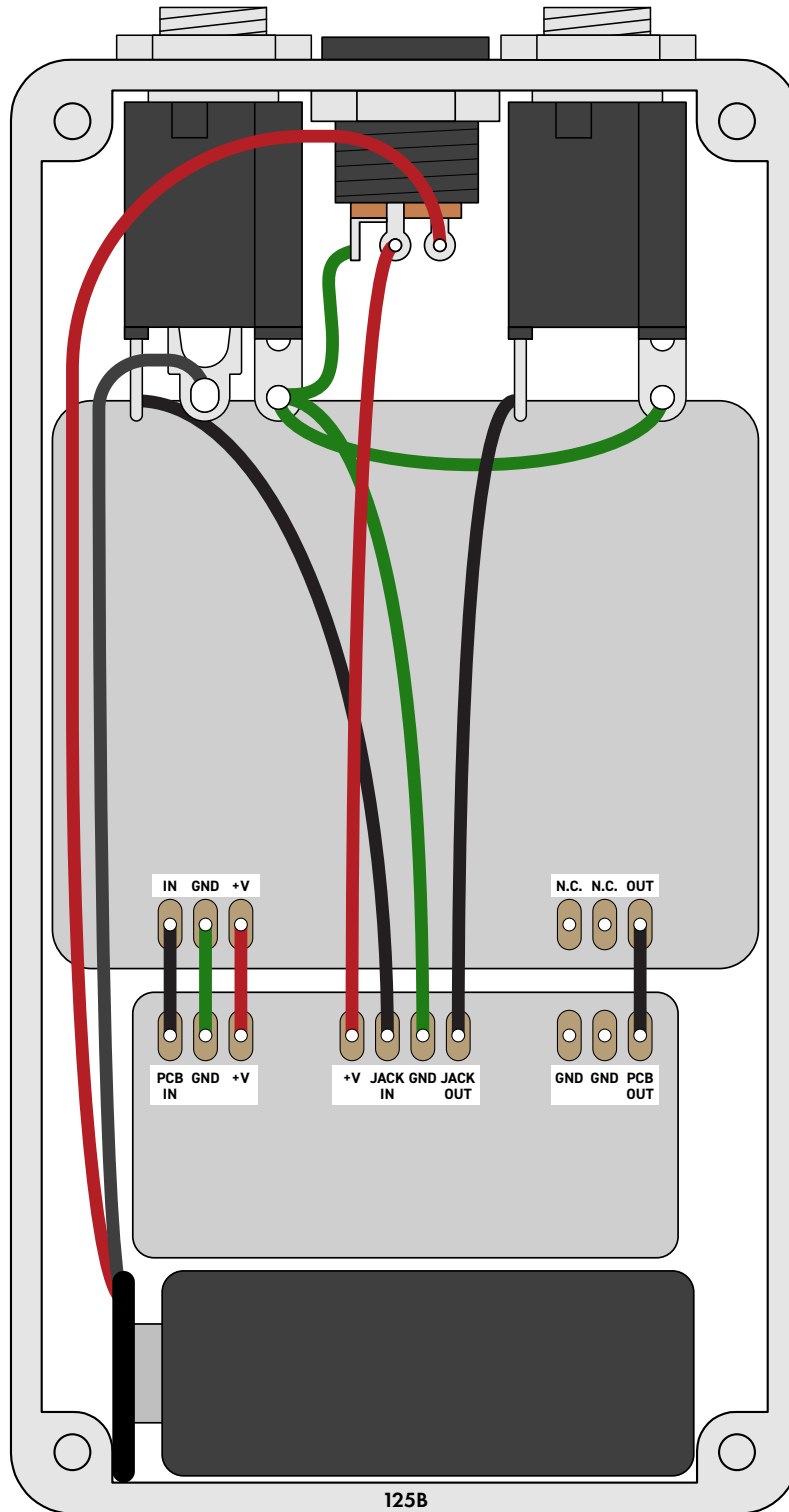 IN GND +V
N.C. N.C. OUT
PCB IN GND +V
+V JACK IN GND JACK OUT
GND GND PCB OUT
125B